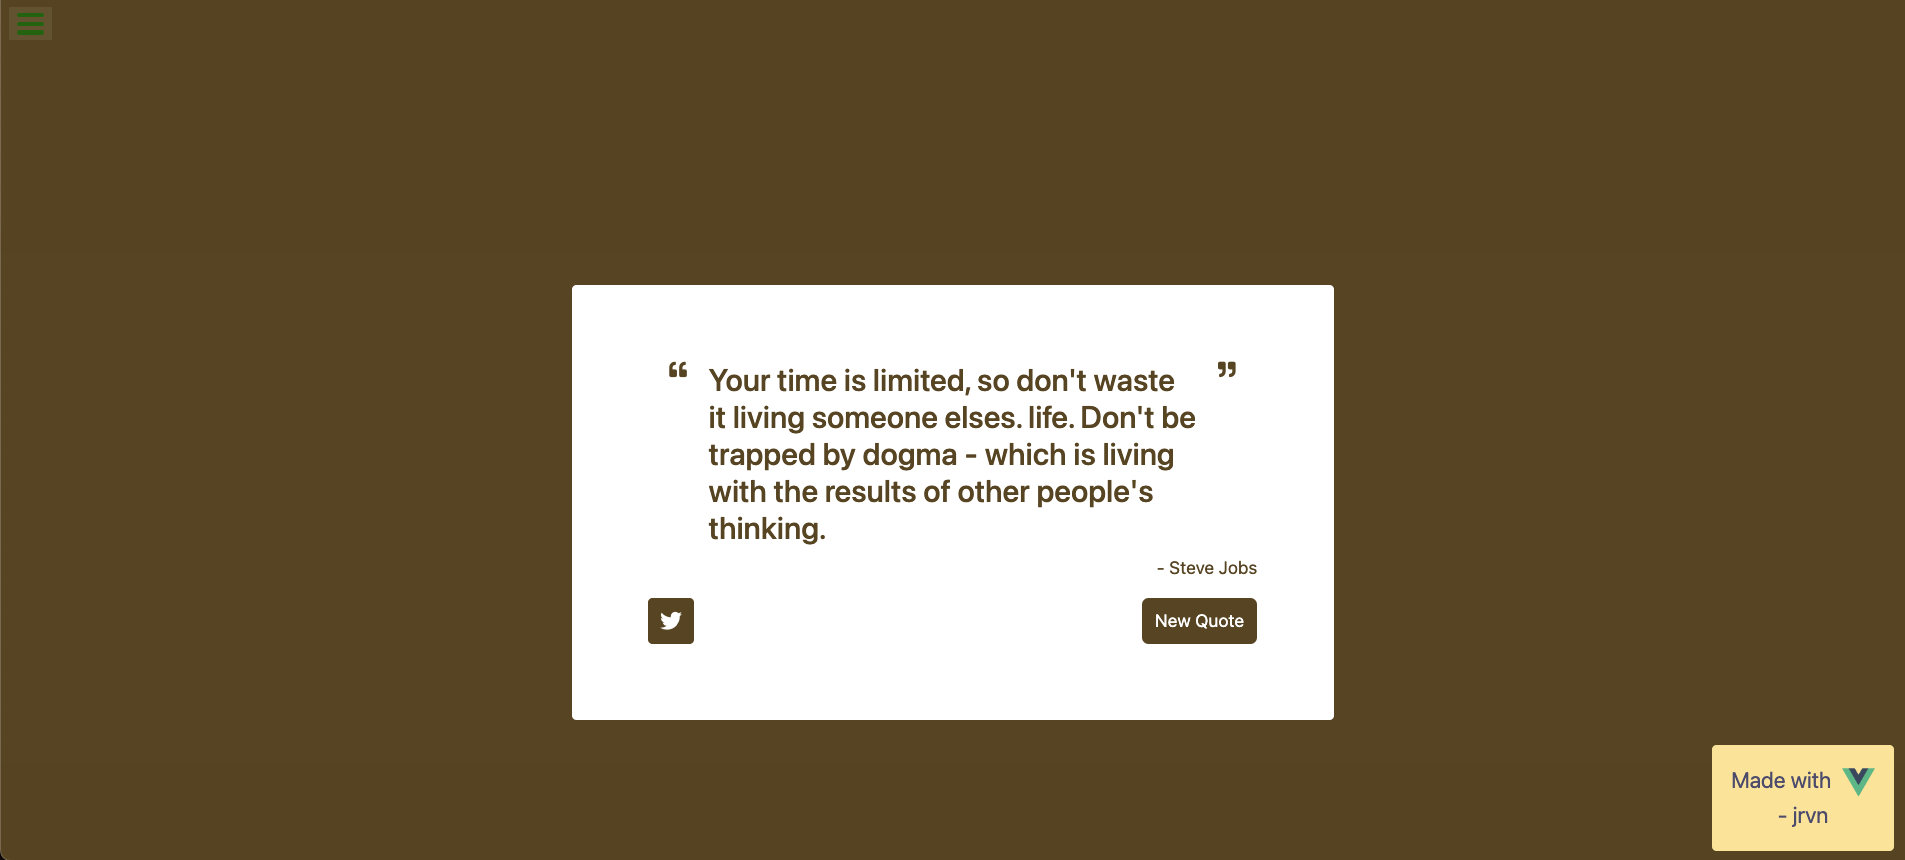 “ Your time is limited, so don't waste ”
it living someone elses. life. Don't be
trapped by dogma - which is living
with the results of other people's
thinking.
- Steve Jobs
New Quote
Made with
- jrvn